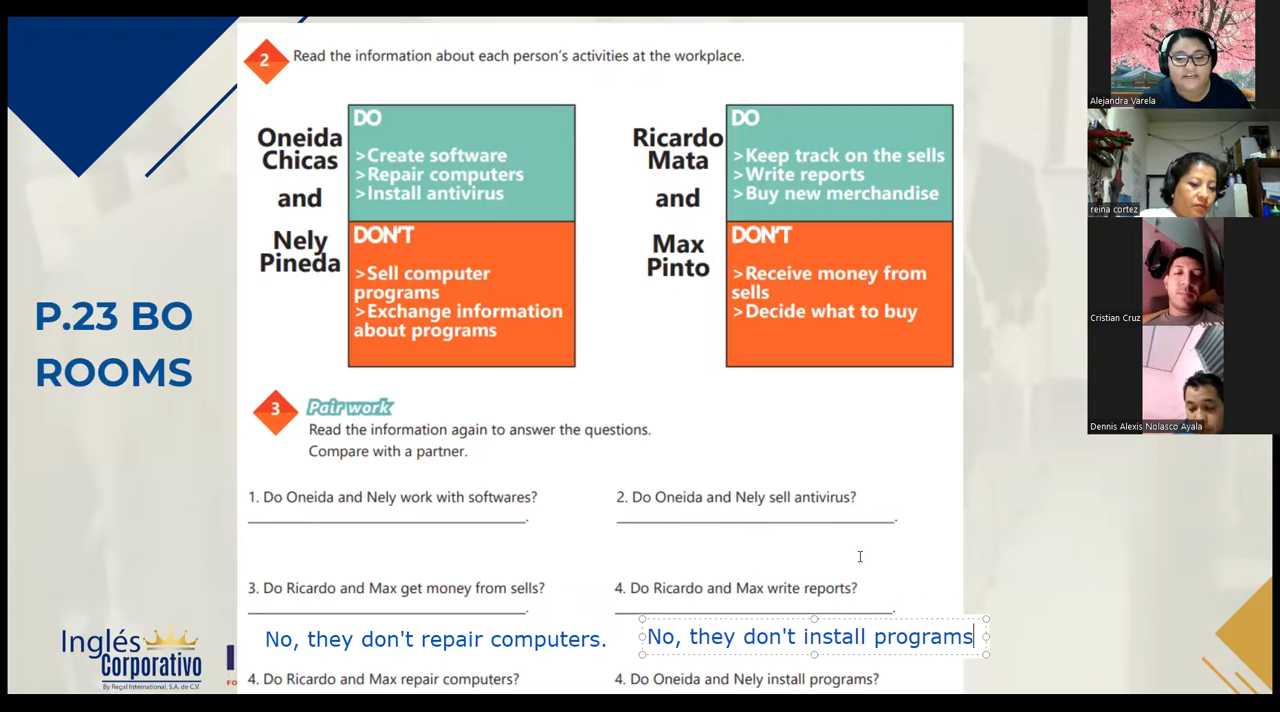 2 Read the information about each person's activities at the workplace.
Oneida
Chicas
and
Nely
Pineda
DO
>Create software
>Repair computers
>Install antivirus
DON'T
>Sell computer
programs
>Exchange information
about programs
Ricardo
Mata
and
Max
Pinto
DO
>Keep track on the sells
>Write reports
>Buy new merchandise
DON'T
>Receive money from
sells
>Decide what to buy
P.23 BO
ROOMS
3 Pair work
Read the information again to answer the questions.
Compare with a partner.
1. Do Oneida and Nely work with softwares?
2. Do Oneida and Nely sell antivirus?
3. Do Ricardo and Max get money from sells?
4. Do Ricardo and Max write reports?
No, they don't repair computers.
No, they don't install programs
4. Do Ricardo and Max repair computers?
4. Do Oneida and Nely install programs?
Inglés
Corporativo
By Regal International, S.A. de C.V.
Alejandra Varela
reina cortez
Cristian Cruz
Dennis Alexis Nolasco Ayala